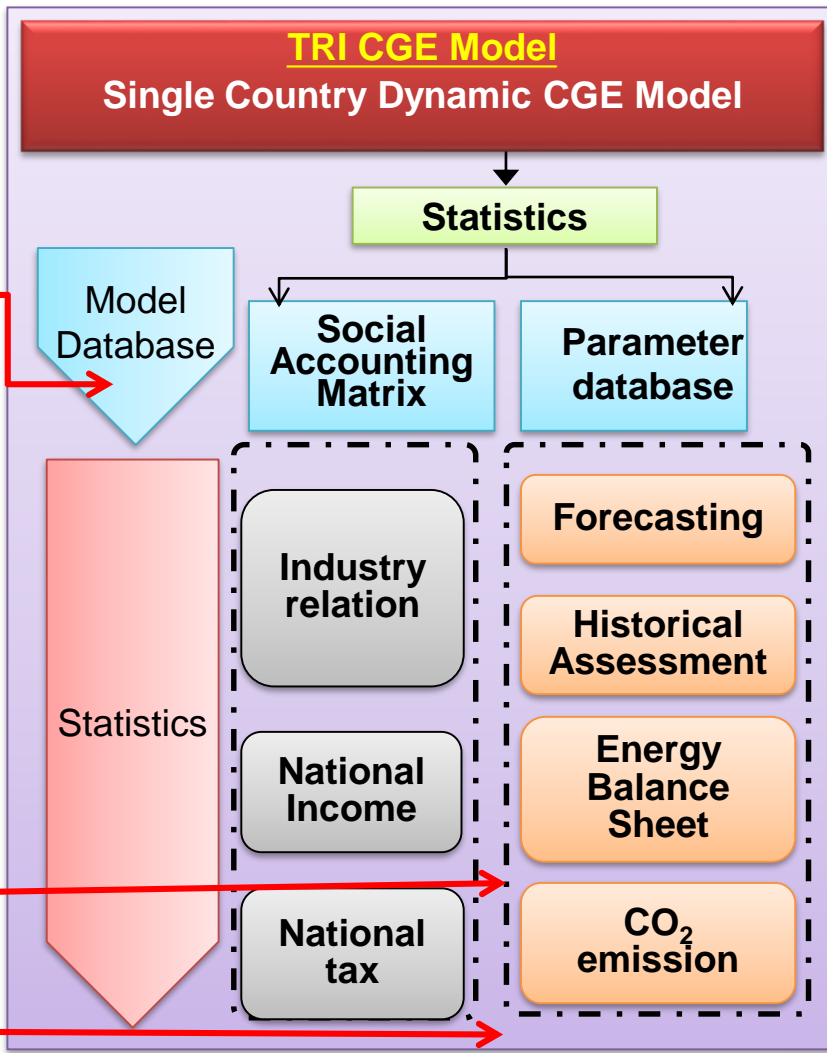 TRI CGE Model
Single Country Dynamic CGE Model
Statistics
Model
Database
Social
Accounting
Matrix
Parameter
database
Statistics
Industry
relation
National
Income
National
tax
Forecasting
Historical
Assessment
Energy
Balance
Sheet
CO₂
emission